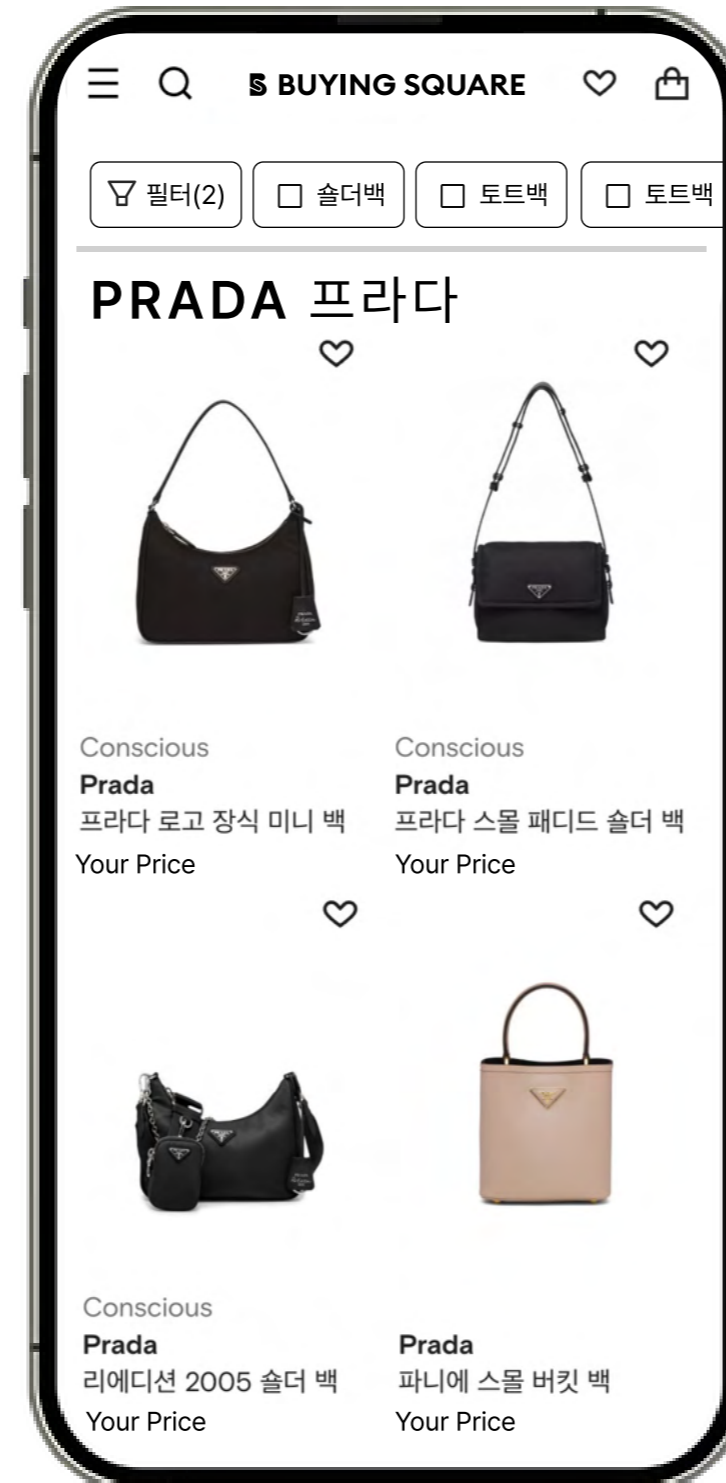 BUYING SQUARE
필터(2) 숄더백 토트백 토트백
PRADA 프라다
Conscious
Prada
프라다 로고 장식 미니 백
Your Price
Conscious
Prada
프라다 스몰 패디드 숄더 백
Your Price
Conscious
Prada
리에디션 2005 숄더 백
Your Price
Prada
파니에 스몰 버킷 백
Your Price